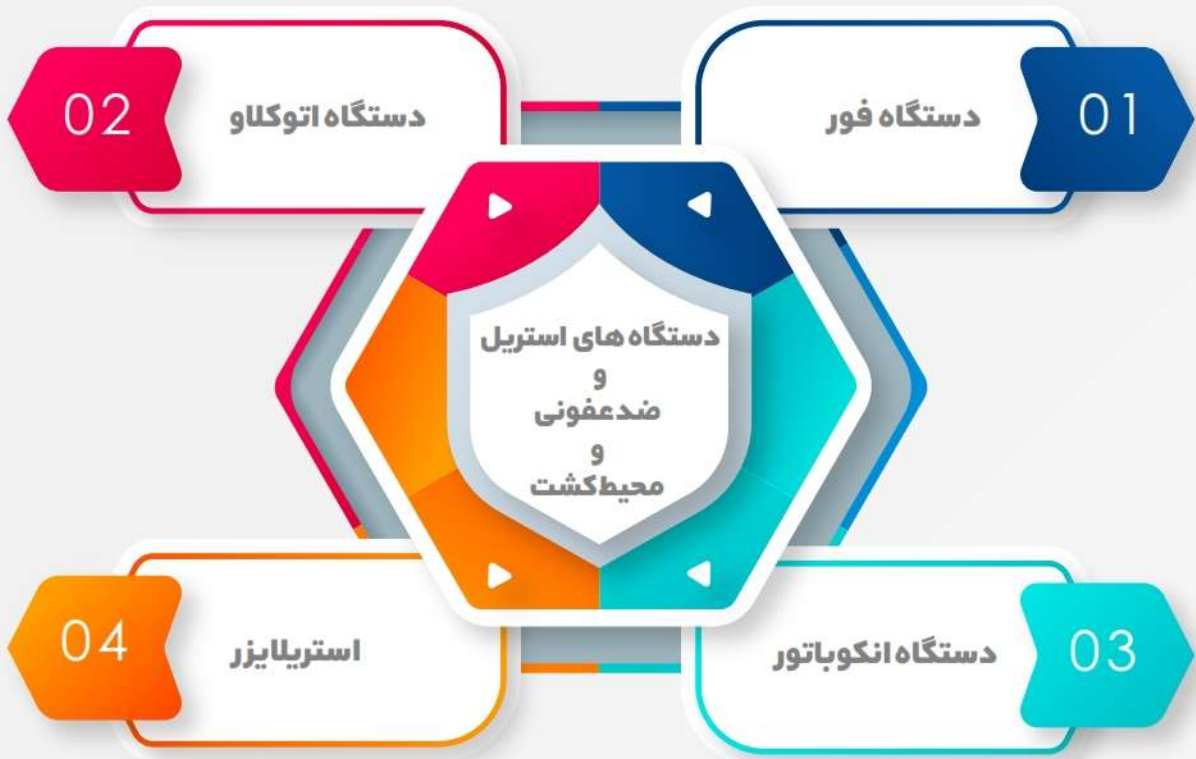 01
دستگاه فور
02
دستگاه اتوکلاو
دستگاه های استریل
و
ضدعفونی
و
محیط کشت
03
دستگاه انکوباتور
04
استریلایزر